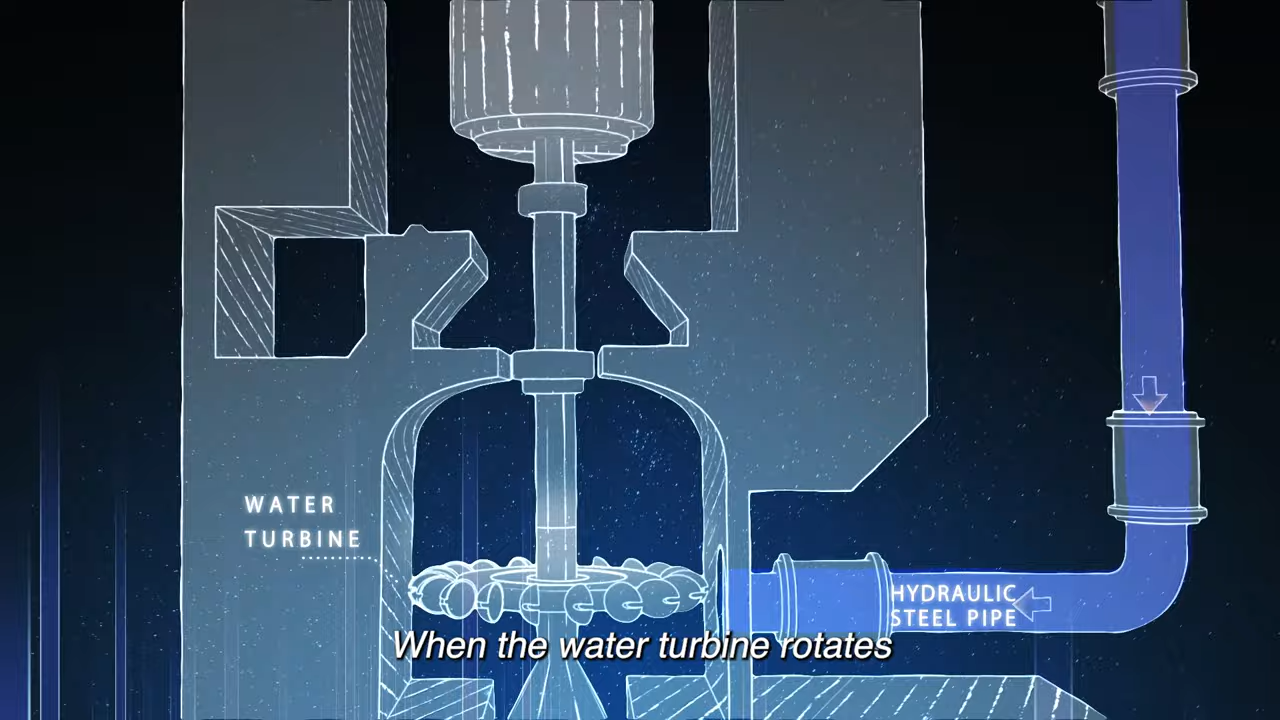 WATER
TURBINE
HYDRAULIC
STEEL PIPE
When the water turbine rotates